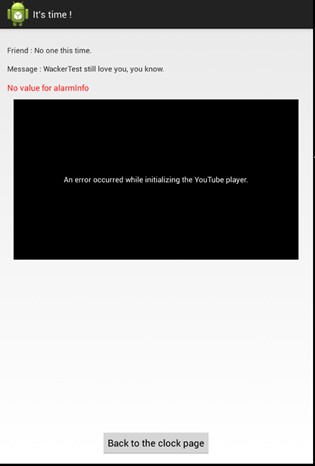 It's time !
Friend : No one this time.
Message : WackerTest still love you, you know.
No value for alarmInfo
An error occurred while initializing the YouTube player.
Back to the clock page